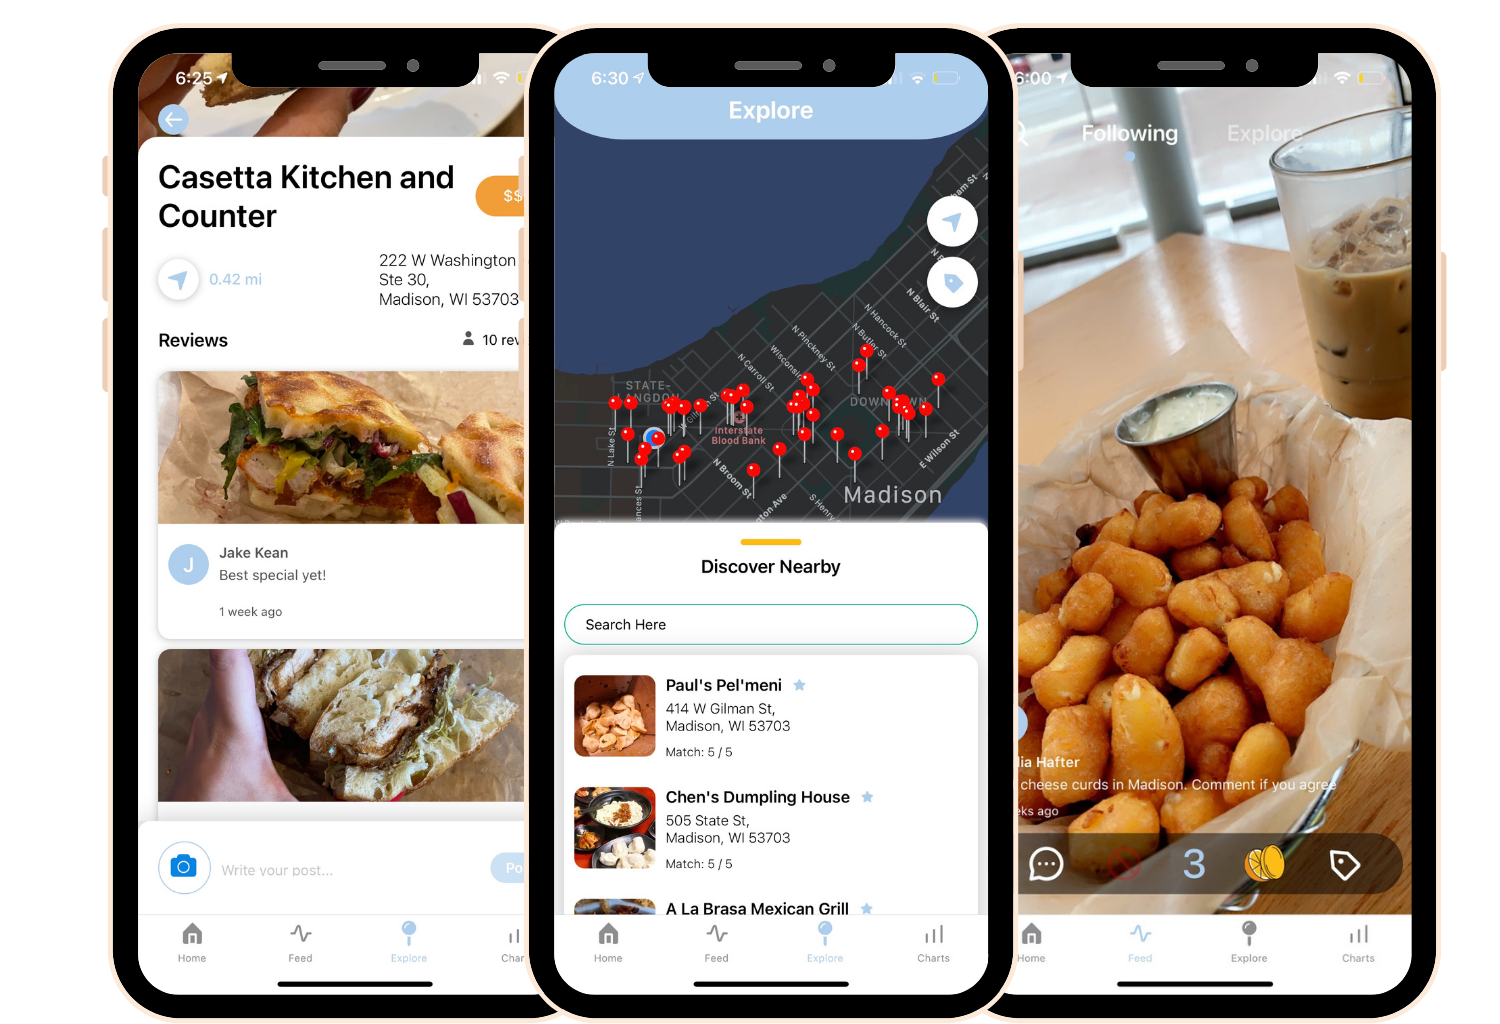 6:25
Casetta Kitchen and
Counter
$$
0.42 mi
222 W Washington
Ste 30,
Madison, WI 53703
Reviews
10 rev
J
Jake Kean
Best special yet!
1 week ago
Write your post...
Po
Home
Feed
Explore
Char
6:30
Explore
N Blair St
N Hancock St
N Butler St
N Pinckney St
Wisconsin
N Carroll St
STATE-
LANGDON
DOWNTOWN
Interstate
Blood Bank
N Lake St
N Broom St
E Wilson St
Madison
S Henry
Discover Nearby
Search Here
Paul's Pel'meni
414 W Gilman St,
Madison, WI 53703
Match: 5 / 5
Chen's Dumpling House
505 State St,
Madison, WI 53703
Match: 5 / 5
A La Brasa Mexican Grill
Home
Feed
Explore
Charts
6:00
Following
Explore
lia Hafter
cheese curds in Madison. Comment if you agree
eks ago
3
Home
Feed
Explore
Charts